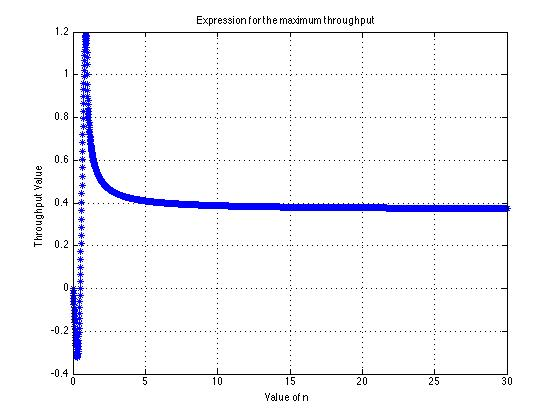 Expression for the maximum throughput
1.2
1
0.8
0.6
0.4
0.2
0
-0.2
-0.4
Throughput Value
0 5 10 15 20 25 30
Value of n